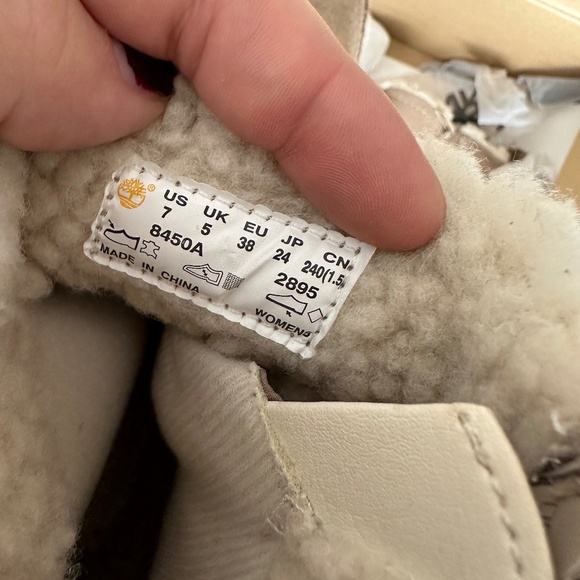 US UK EU JP CN
7 5 38 24 240(1.5)
8450A 2895
MADE IN CHINA WOMENS